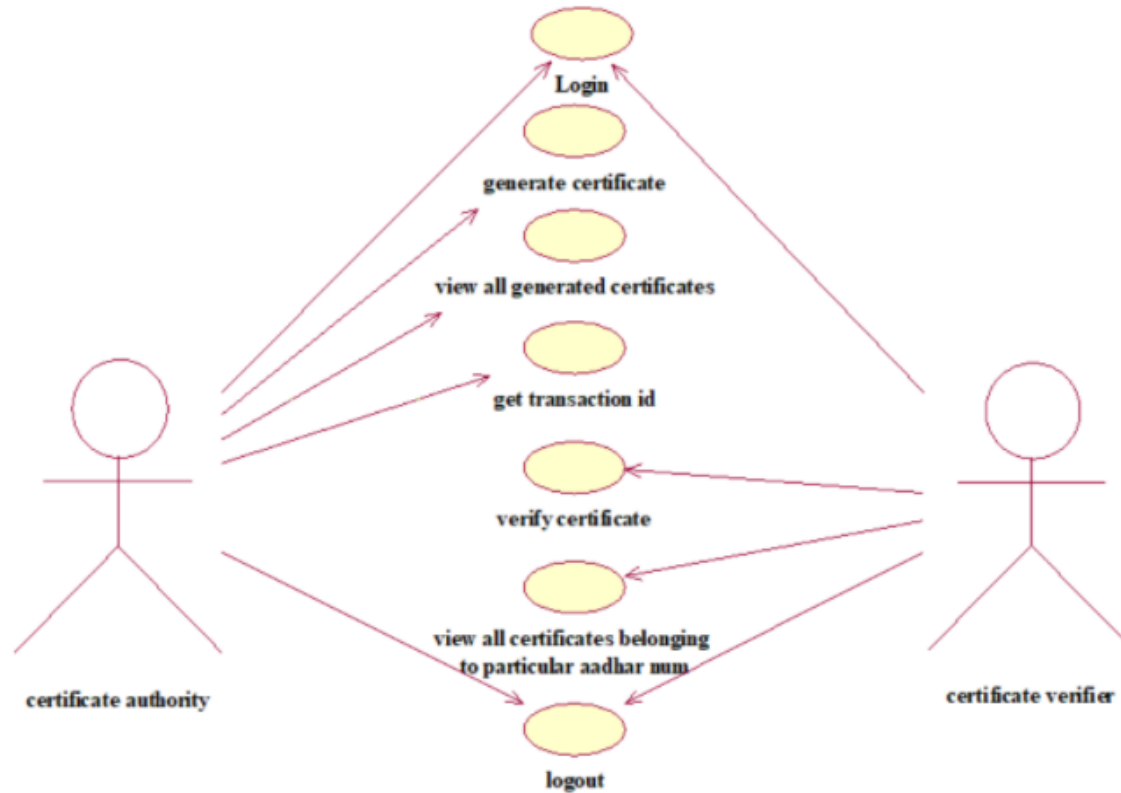 Login
generate certificate
view all generated certificates
get transaction id
verify certificate
view all certificates belonging
to particular aadhar num
certificate authority
certificate verifier
logout